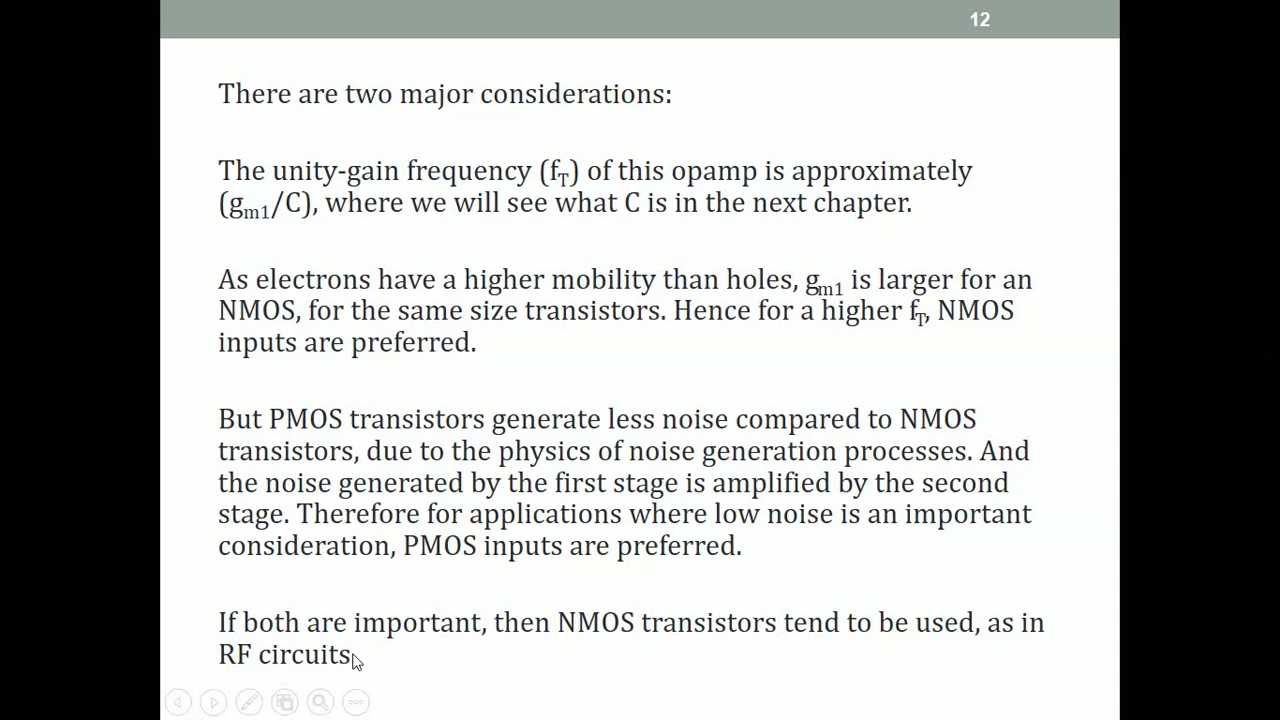 12
There are two major considerations:
The unity-gain frequency (fT) of this opamp is approximately
(gm1/C), where we will see what C is in the next chapter.
As electrons have a higher mobility than holes, gm1 is larger for an
NMOS, for the same size transistors. Hence for a higher fT, NMOS
inputs are preferred.
But PMOS transistors generate less noise compared to NMOS
transistors, due to the physics of noise generation processes. And
the noise generated by the first stage is amplified by the second
stage. Therefore for applications where low noise is an important
consideration, PMOS inputs are preferred.
If both are important, then NMOS transistors tend to be used, as in
RF circuits.